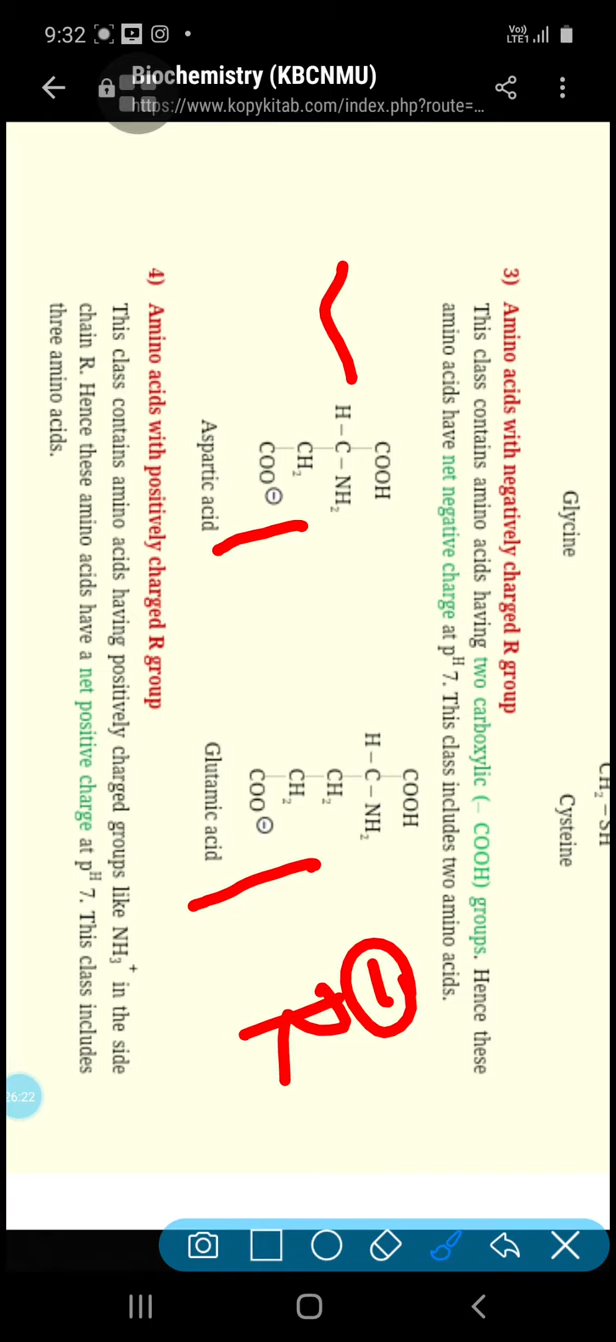 9:32
Vo))
LTE1
Biochemistry (KBCNMU)
https://www.kopykitab.com/index.php?route=...
CH₂ – SH
Glycine
Cysteine
3) Amino acids with negatively charged R group
This class contains amino acids having two carboxylic (– COOH) groups. Hence these
amino acids have net negative charge at pᴴ 7. This class includes two amino acids.
COOH
H – C – NH₂
CH₂
COO⊖
Aspartic acid
COOH
H – C – NH₂
CH₂
CH₂
COO⊖
Glutamic acid
⊖
R
4) Amino acids with positively charged R group
This class contains amino acids having positively charged groups like NH₃⁺ in the side
chain R. Hence these amino acids have a net positive charge at pᴴ 7. This class includes
three amino acids.
26:22